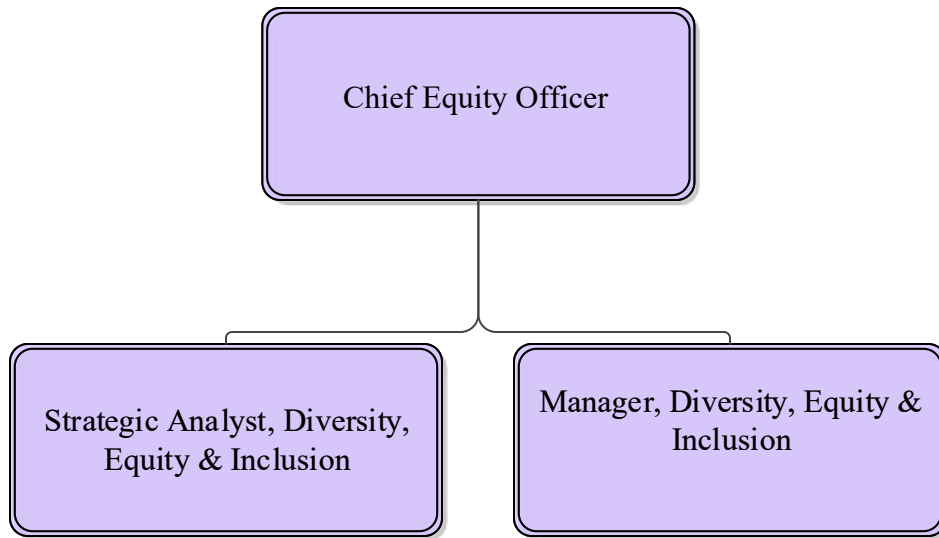 Chief Equity Officer
Strategic Analyst, Diversity,
Equity & Inclusion
Manager, Diversity, Equity &
Inclusion